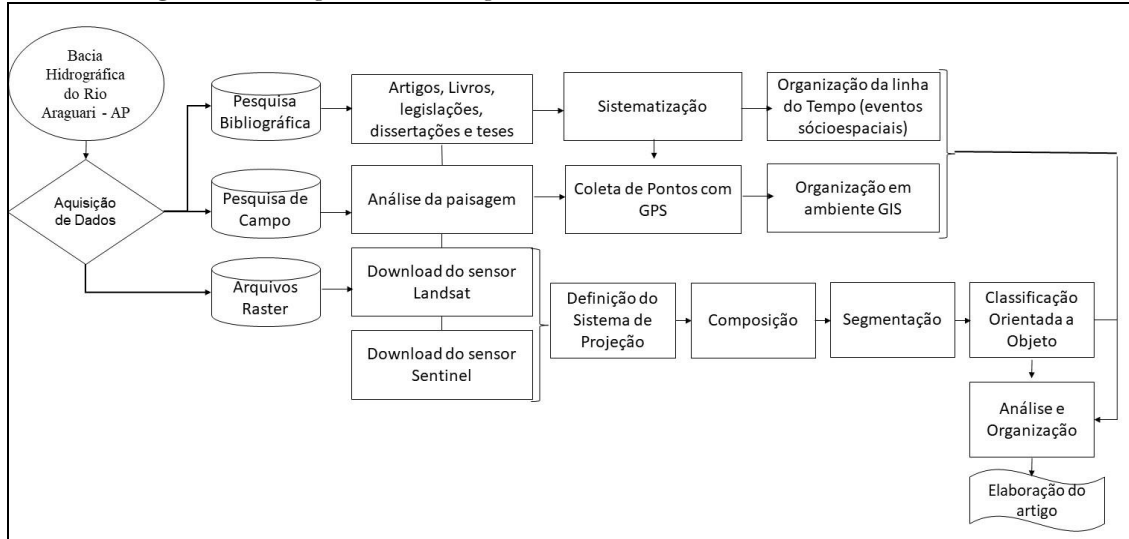 Bacia
Hidrográfica
do Rio
Araguari - AP
Aquisição
de Dados
Pesquisa
Bibliográfica
Artigos, Livros,
legislações,
dissertações e teses
Sistematização
Organização da linha
do Tempo (eventos
sócioespaciais)
Pesquisa de
Campo
Análise da paisagem
Coleta de Pontos com
GPS
Organização em
ambiente GIS
Arquivos
Raster
Download do sensor
Landsat
Download do sensor
Sentinel
Definição do
Sistema de
Projeção
Composição
Segmentação
Classificação
Orientada a
Objeto
Análise e
Organização
Elaboração do
artigo